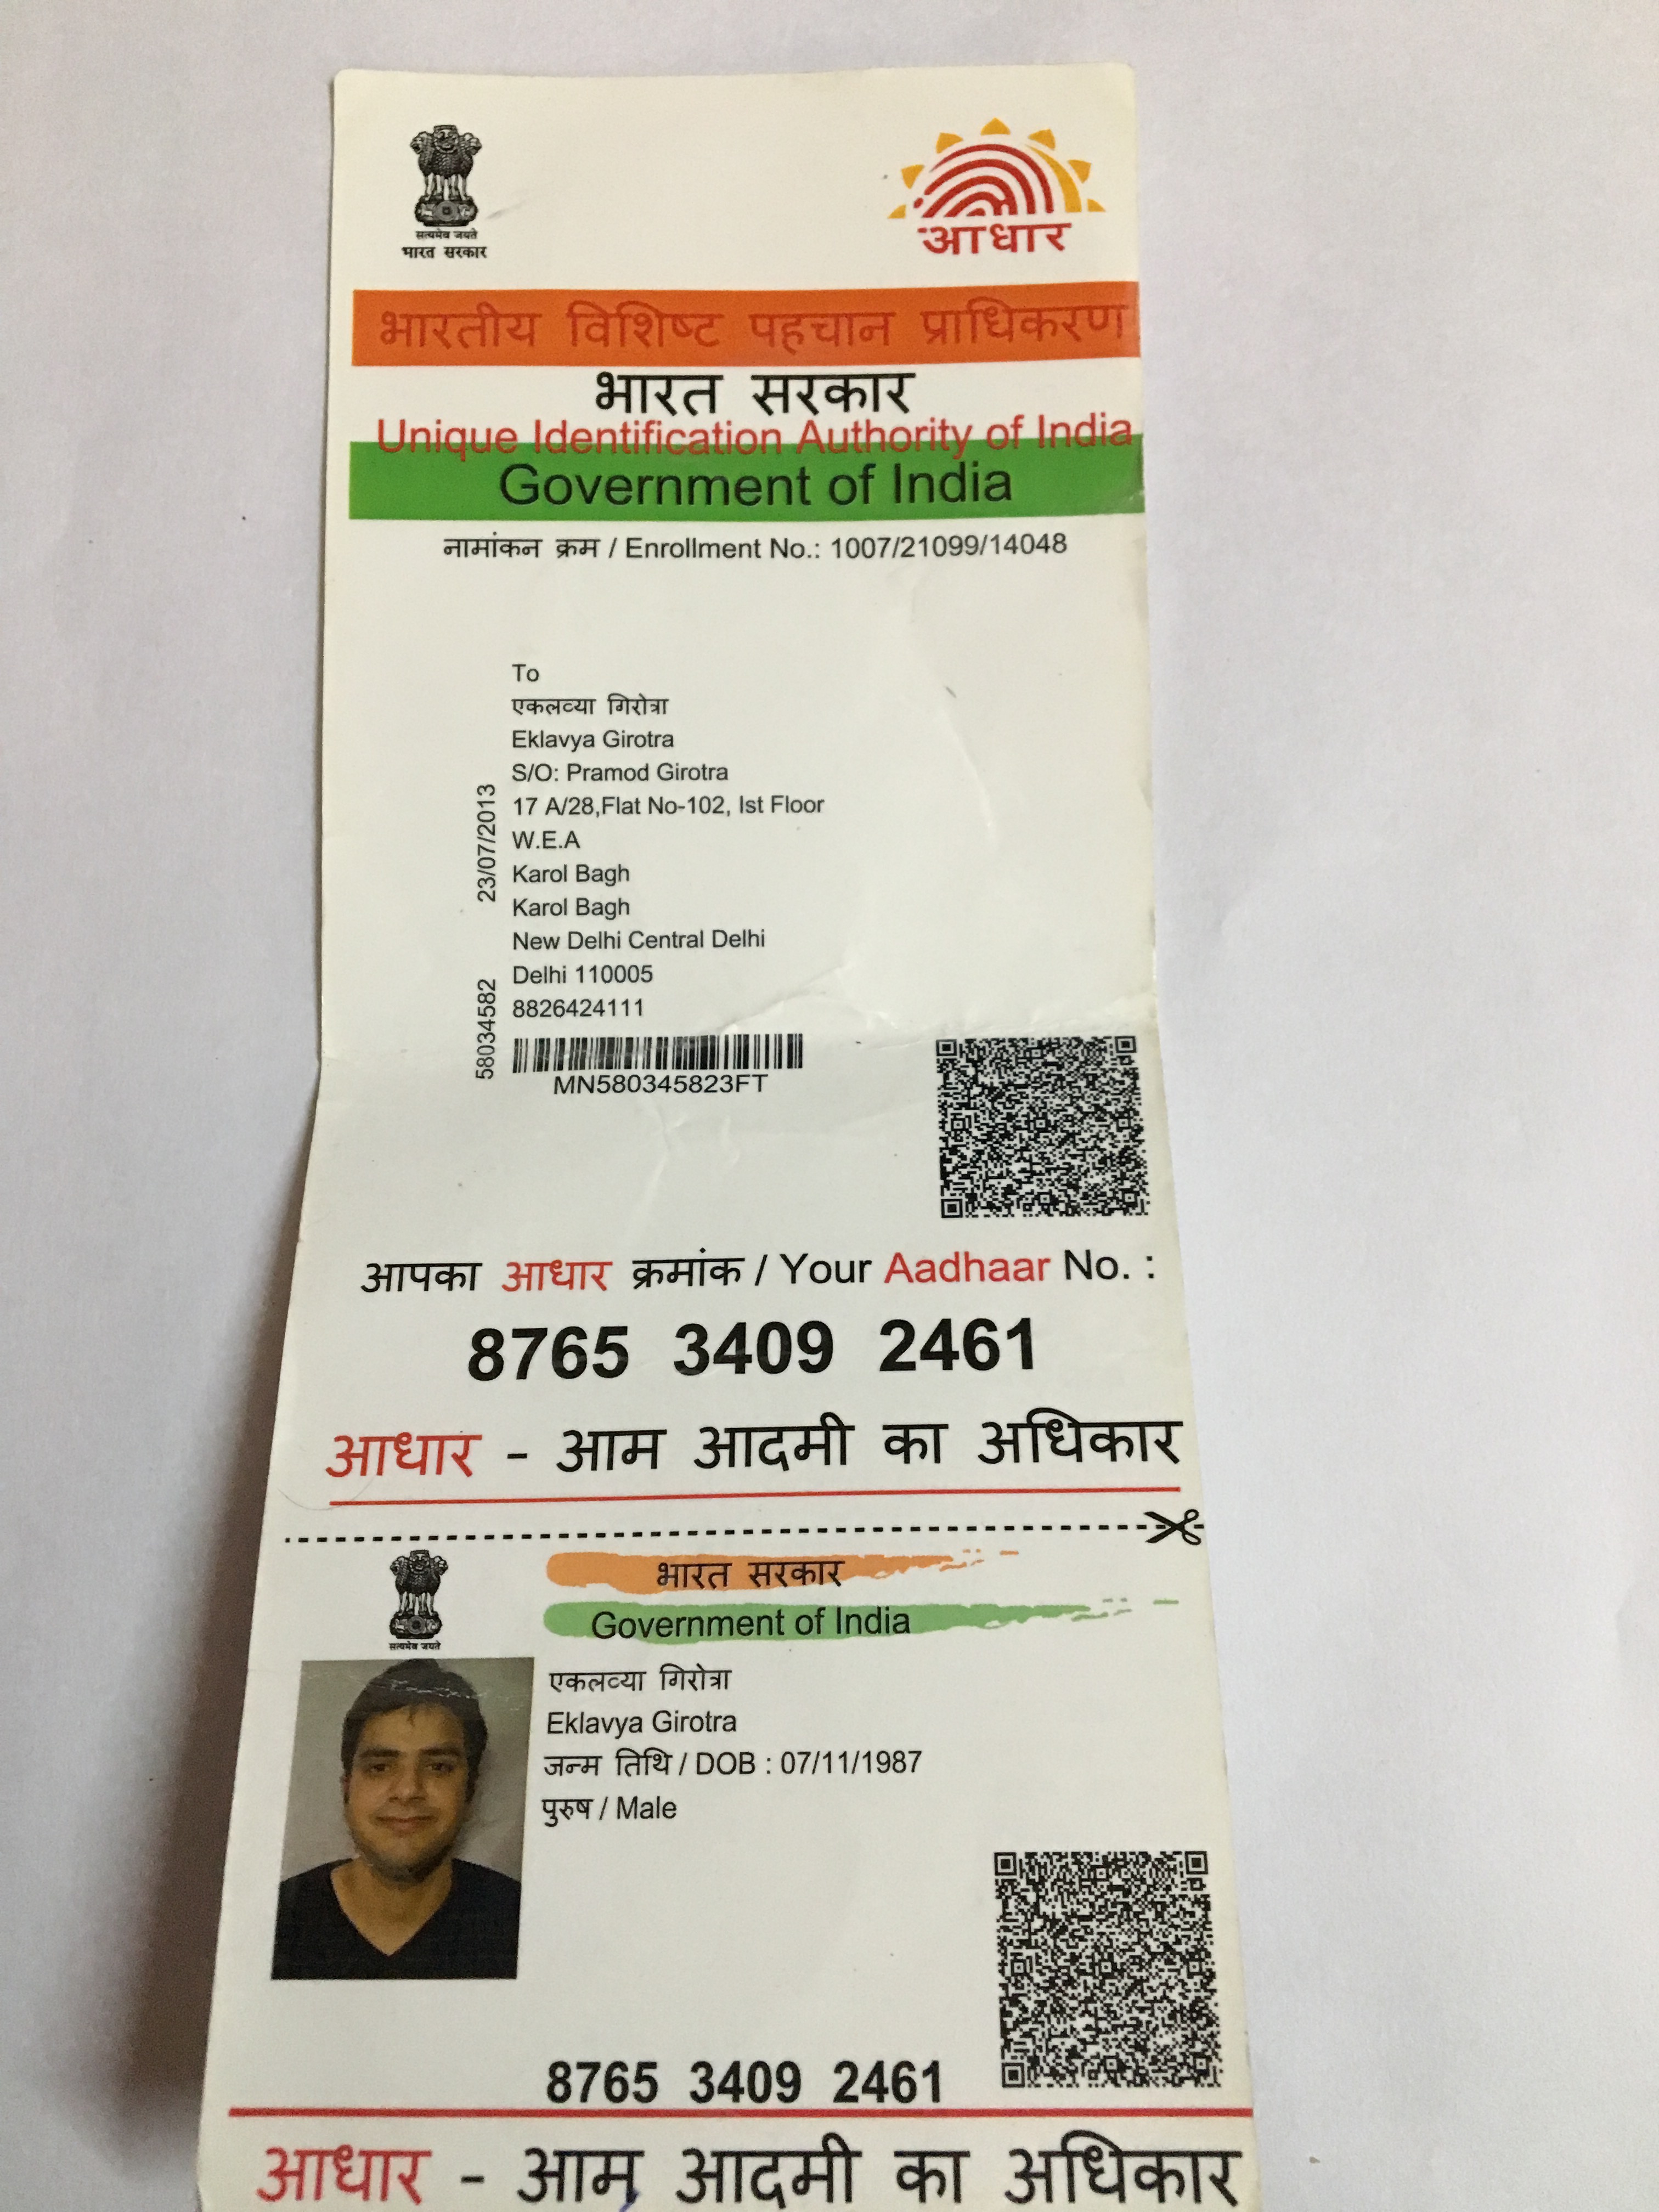 सत्यमेव जयते
भारत सरकार
आधार
भारतीय विशिष्ट पहचान प्राधिकरण
भारत सरकार
Unique Identification Authority of India
Government of India
नामांकन क्रम / Enrollment No.: 1007/21099/14048
To
एकलव्या गिरोत्रा
Eklavya Girotra
S/O: Pramod Girotra
17 A/28,Flat No-102, Ist Floor
W.E.A
Karol Bagh
Karol Bagh
New Delhi Central Delhi
Delhi 110005
8826424111
23/07/2013
58034582
MN580345823FT
आपका आधार क्रमांक / Your Aadhaar No. :
8765 3409 2461
आधार - आम आदमी का अधिकार
सत्यमेव जयते
भारत सरकार
Government of India
एकलव्या गिरोत्रा
Eklavya Girotra
जन्म तिथि / DOB : 07/11/1987
पुरुष / Male
8765 3409 2461
आधार - आम आदमी का अधिकार